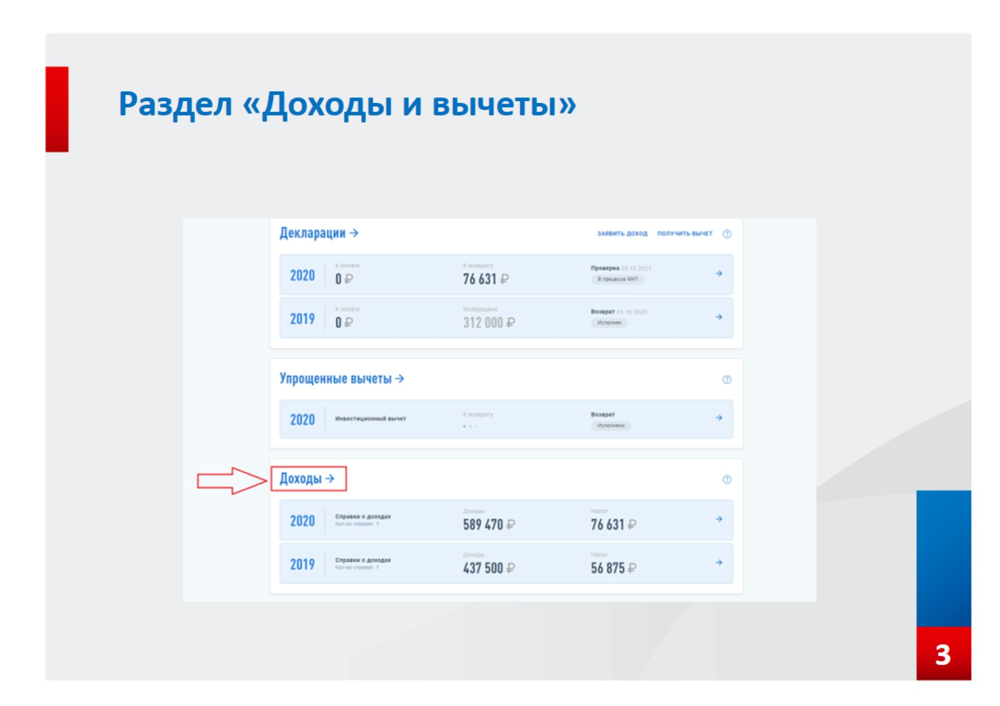 Раздел «Доходы и вычеты»
Декларации →
ЗАЯВИТЬ ДОХОД ПОЛУЧИТЬ ВЫЧЕТ ?
2020 К оплате 0 ₽ К возврату 76 631 ₽ Проверка 29.10.2021 В процессе КНП →
2019 К оплате 0 ₽ Возвращено 312 000 ₽ Возврат 01.10.2020 Исполнен →
Упрощенные вычеты → ?
2020 Инвестиционный вычет К возврату Возврат Исполнено →
Доходы → ?
2020 Справки о доходах Кол-во справок: 1 Доходы 589 470 ₽ Налог 76 631 ₽ →
2019 Справки о доходах Кол-во справок: 1 Доходы 437 500 ₽ Налог 56 875 ₽ →
3